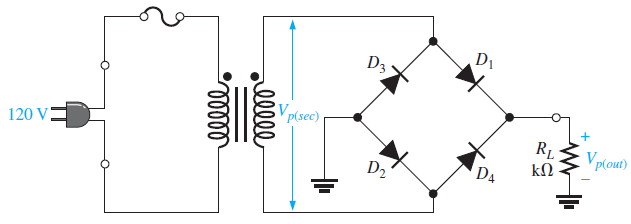 120 V
V_p(sec)
D_3
D_1
D_2
D_4
R_L
kΩ
+
V_p(out)
−